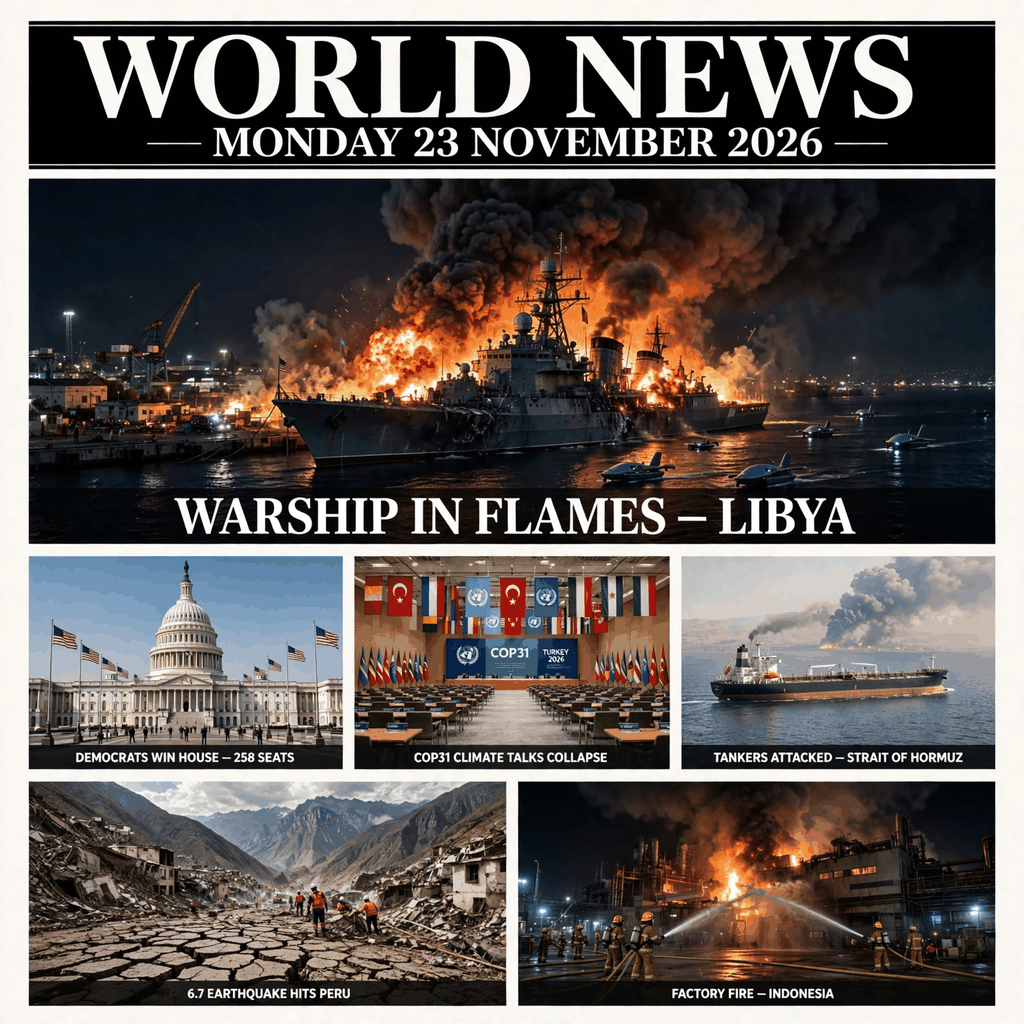 WORLD NEWS
MONDAY 23 NOVEMBER 2026
WARSHIP IN FLAMES – LIBYA
COP31
TURKEY
2026
DEMOCRATS WIN HOUSE – 258 SEATS
COP31 CLIMATE TALKS COLLAPSE
TANKERS ATTACKED – STRAIT OF HORMUZ
6.7 EARTHQUAKE HITS PERU
FACTORY FIRE – INDONESIA